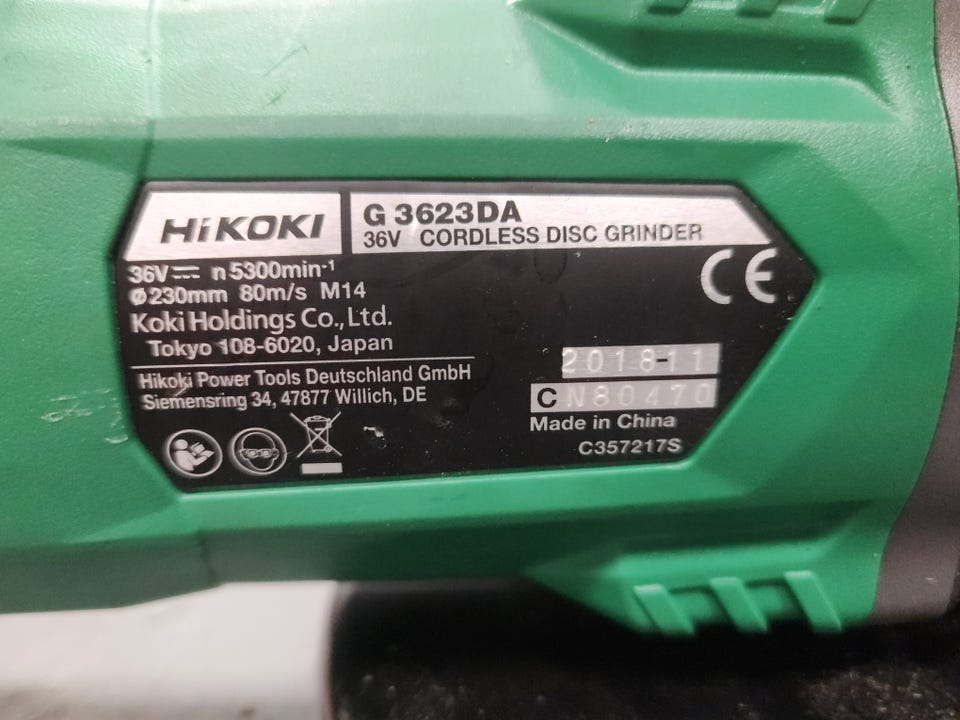 HiKOKI
G 3623DA
36V CORDLESS DISC GRINDER
36V⎓ n 5300min-¹
Ø230mm 80m/s M14
Koki Holdings Co.,Ltd.
Tokyo 108-6020, Japan
Hikoki Power Tools Deutschland GmbH
Siemensring 34, 47877 Willich, DE
CE
2018-11
C N80470
Made in China
C357217S